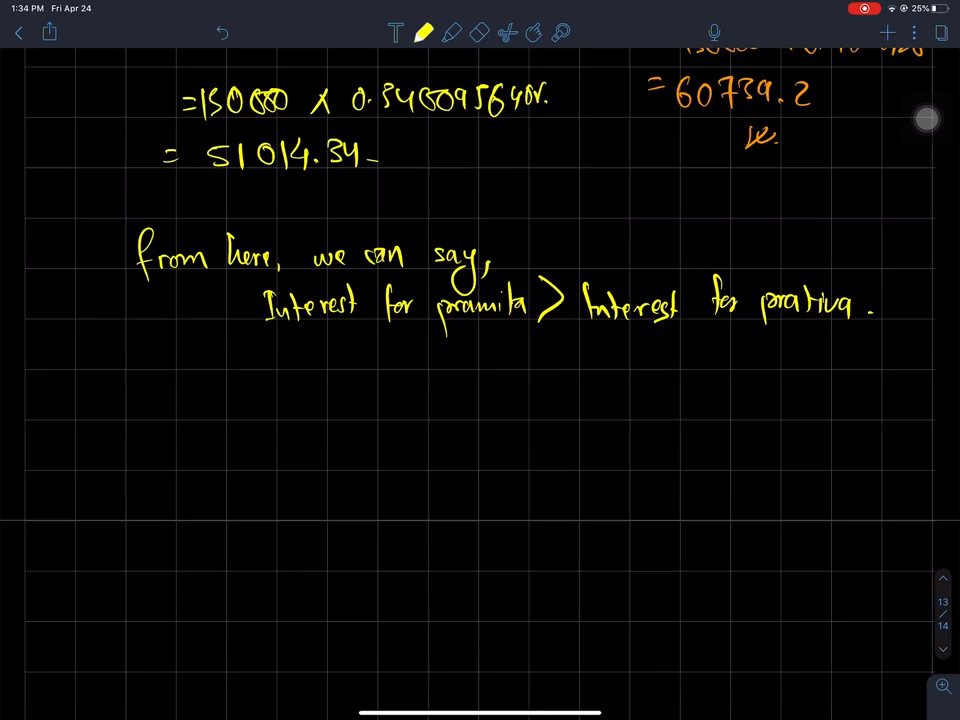 1:34 PM Fri Apr 24
25%
=150000 × 0.3400956408.
= 51014.34
= 60739.2
from here, we can say,
Interest for pramita > Interest for prativa.
13
14